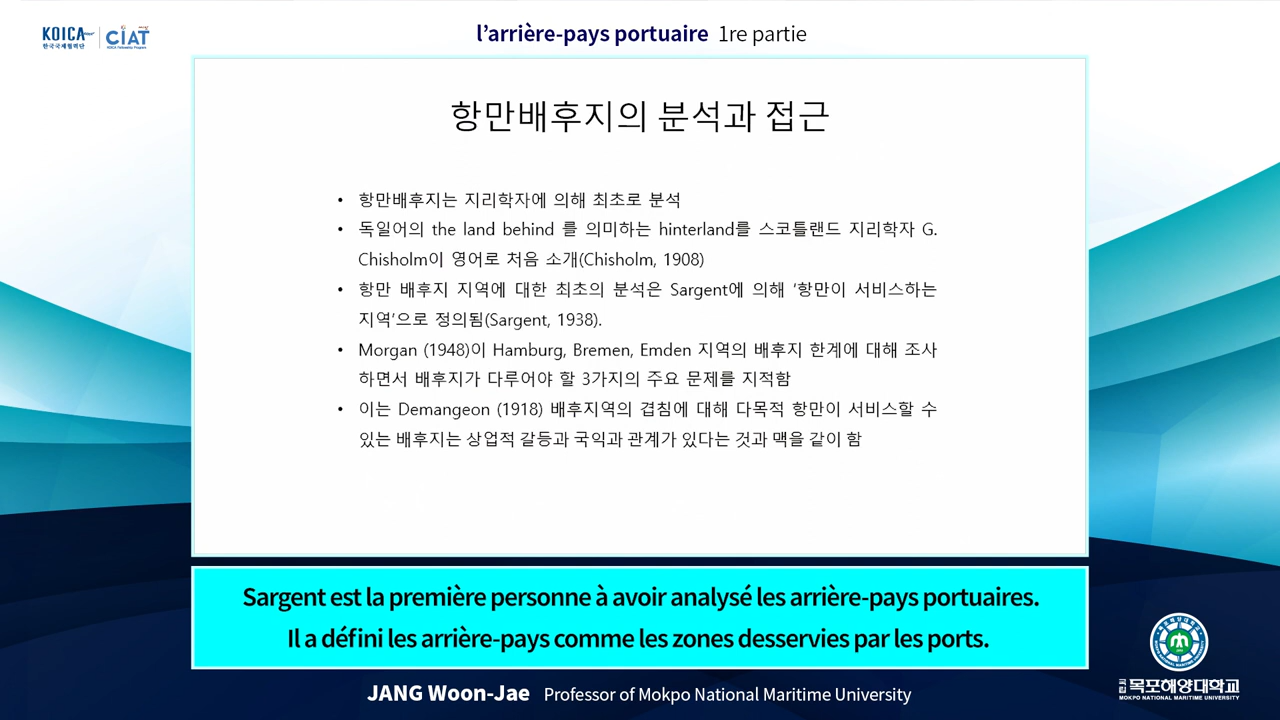 KOICA
한국국제협력단
CIAT
KOICA Fellowship Program
l’arrière-pays portuaire 1re partie
항만배후지의 분석과 접근
• 항만배후지는 지리학자에 의해 최초로 분석
• 독일어의 the land behind 를 의미하는 hinterland를 스코틀랜드 지리학자 G.
Chisholm이 영어로 처음 소개(Chisholm, 1908)
• 항만 배후지 지역에 대한 최초의 분석은 Sargent에 의해 ‘항만이 서비스하는
지역’으로 정의됨(Sargent, 1938).
• Morgan (1948)이 Hamburg, Bremen, Emden 지역의 배후지 한계에 대해 조사
하면서 배후지가 다루어야 할 3가지의 주요 문제를 지적함
• 이는 Demangeon (1918) 배후지역의 겹침에 대해 다목적 항만이 서비스할 수
있는 배후지는 상업적 갈등과 국익과 관계가 있다는 것과 맥을 같이 함
Sargent est la première personne à avoir analysé les arrière-pays portuaires.
Il a défini les arrière-pays comme les zones desservies par les ports.
JANG Woon-Jae Professor of Mokpo National Maritime University
국립 목포해양대학교
MOKPO NATIONAL MARITIME UNIVERSITY